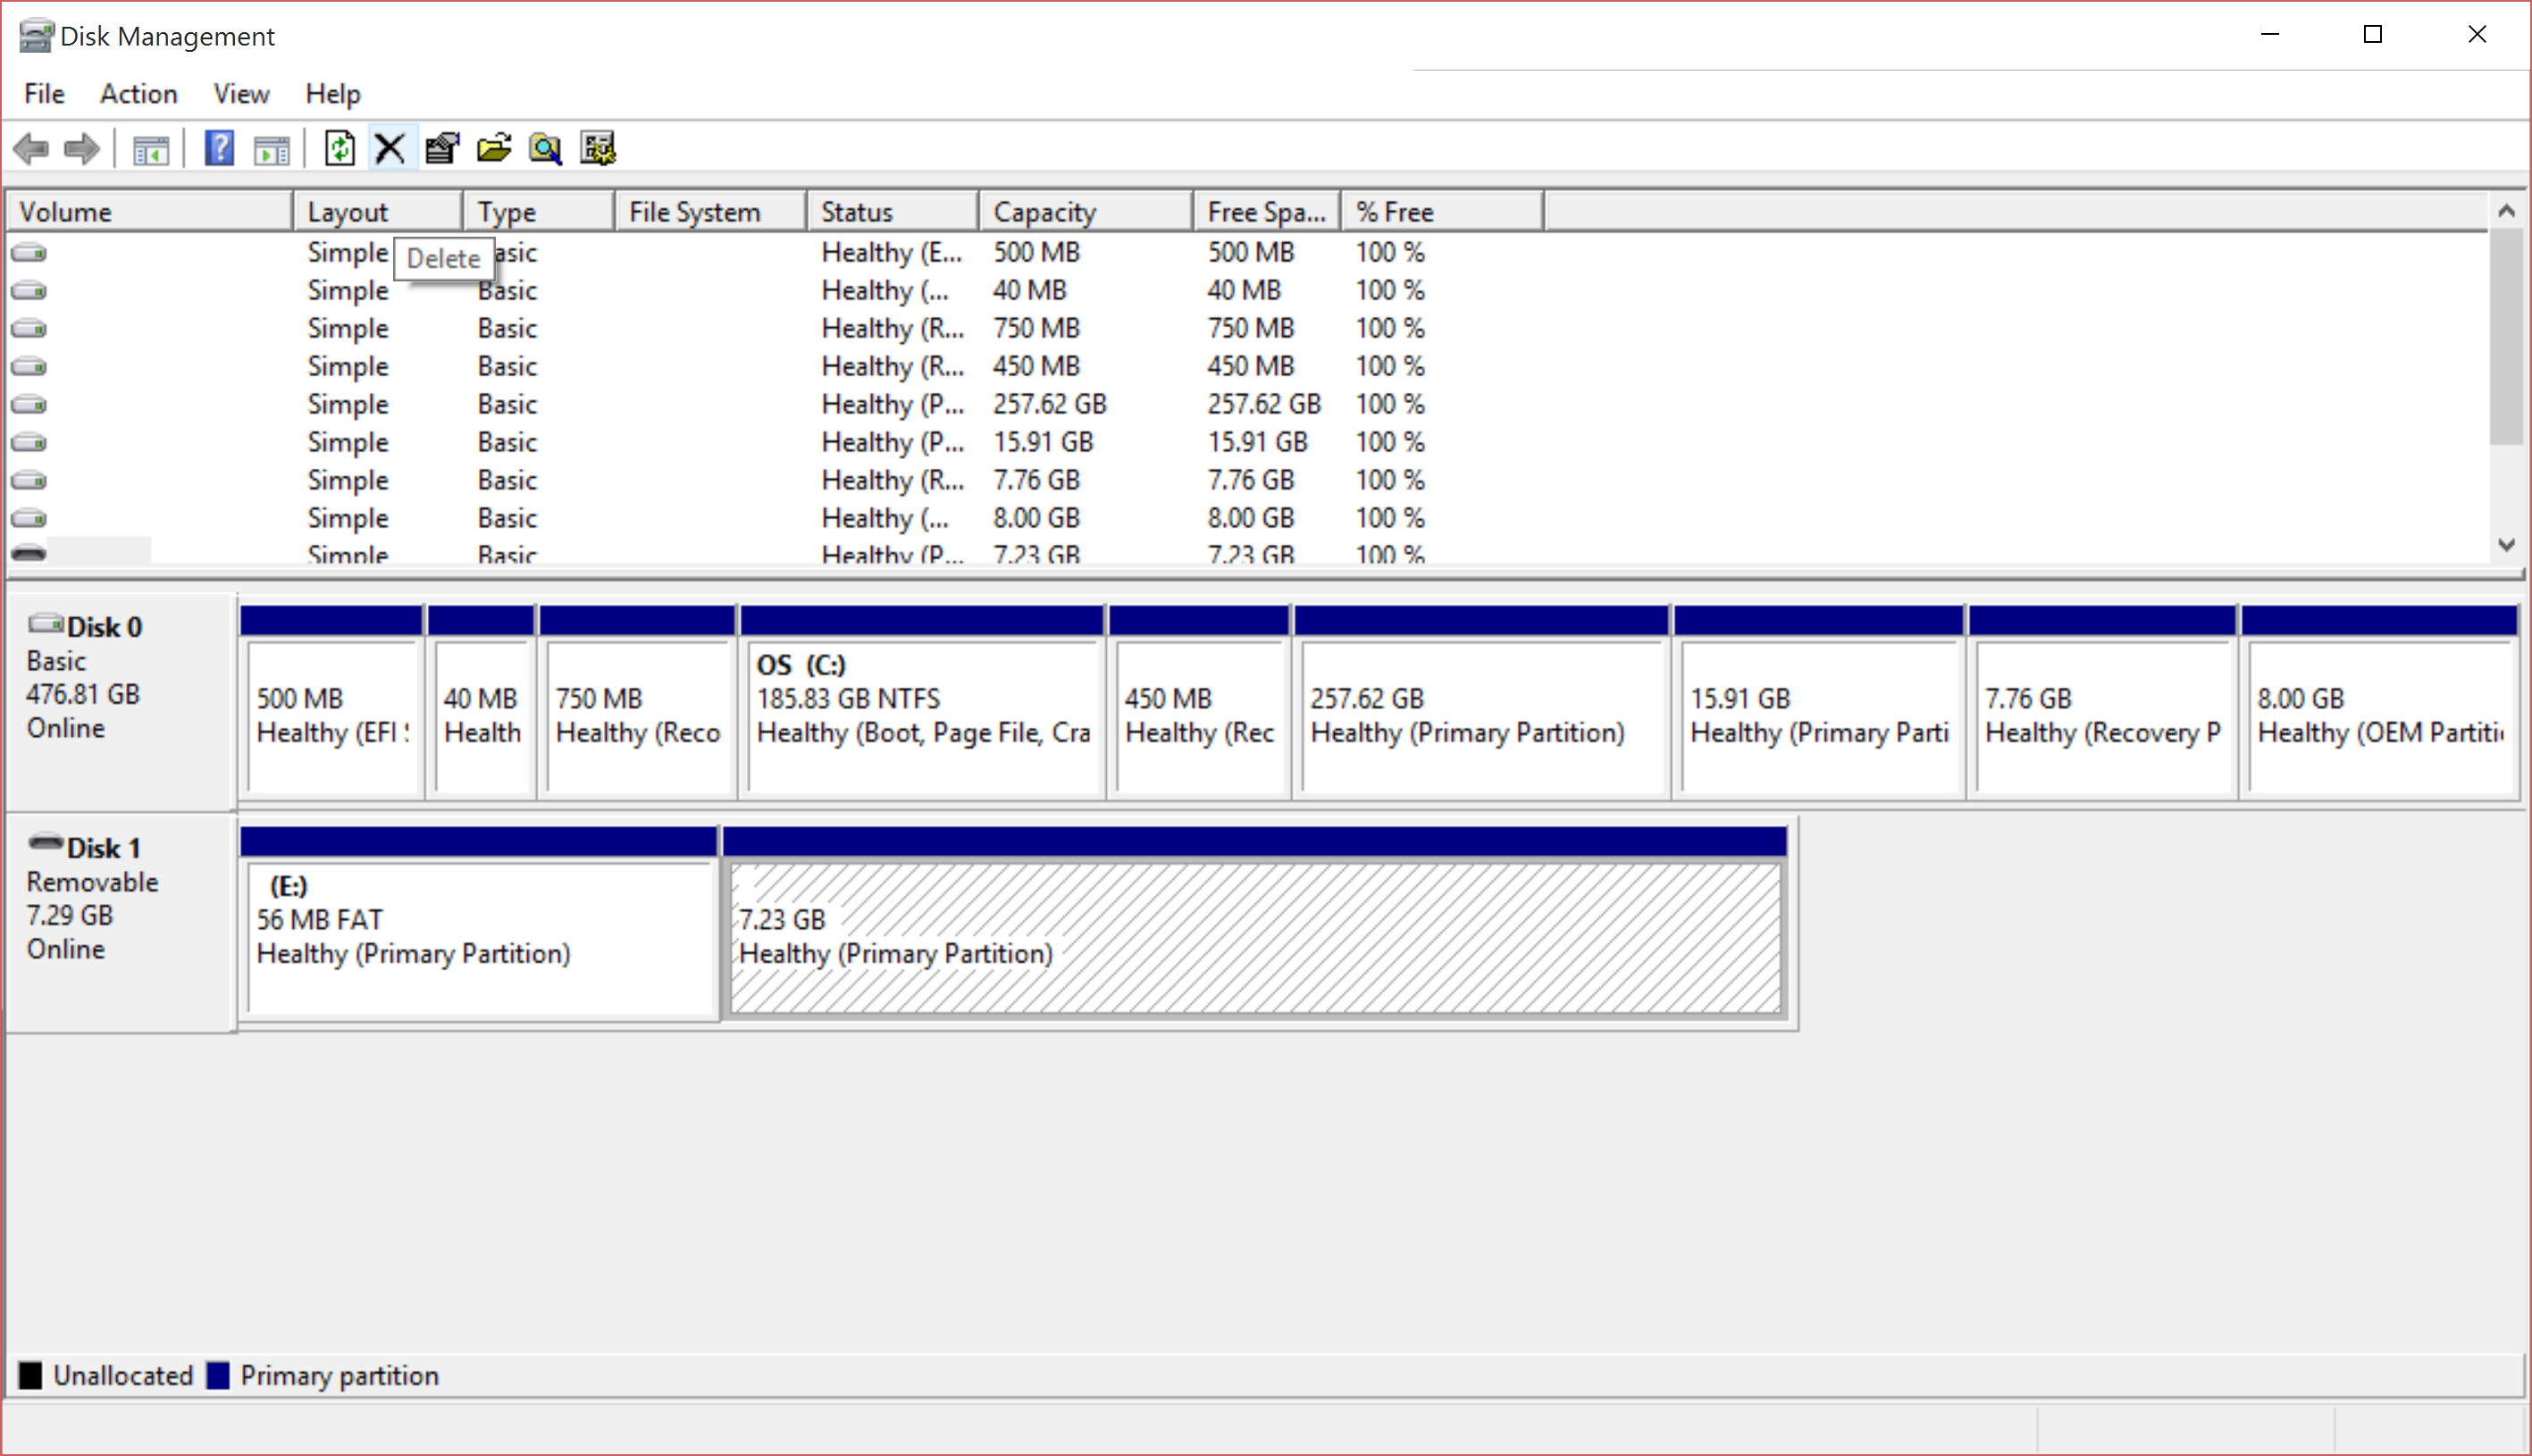 Disk Management
File Action View Help
Volume Layout Type File System Status Capacity Free Spa... % Free
Simple Basic Healthy (E... 500 MB 500 MB 100 %
Delete
Simple Basic Healthy (... 40 MB 40 MB 100 %
Simple Basic Healthy (R... 750 MB 750 MB 100 %
Simple Basic Healthy (R... 450 MB 450 MB 100 %
Simple Basic Healthy (P... 257.62 GB 257.62 GB 100 %
Simple Basic Healthy (P... 15.91 GB 15.91 GB 100 %
Simple Basic Healthy (R... 7.76 GB 7.76 GB 100 %
Simple Basic Healthy (... 8.00 GB 8.00 GB 100 %
Simple Basic Healthy (P... 7.23 GB 7.23 GB 100 %
Disk 0
Basic
476.81 GB
Online
500 MB
Healthy (EFI
40 MB
Health
750 MB
Healthy (Reco
OS (C:)
185.83 GB NTFS
Healthy (Boot, Page File, Cra
450 MB
Healthy (Rec
257.62 GB
Healthy (Primary Partition)
15.91 GB
Healthy (Primary Parti
7.76 GB
Healthy (Recovery P
8.00 GB
Healthy (OEM Partiti
Disk 1
Removable
7.29 GB
Online
(E:)
56 MB FAT
Healthy (Primary Partition)
7.23 GB
Healthy (Primary Partition)
Unallocated Primary partition